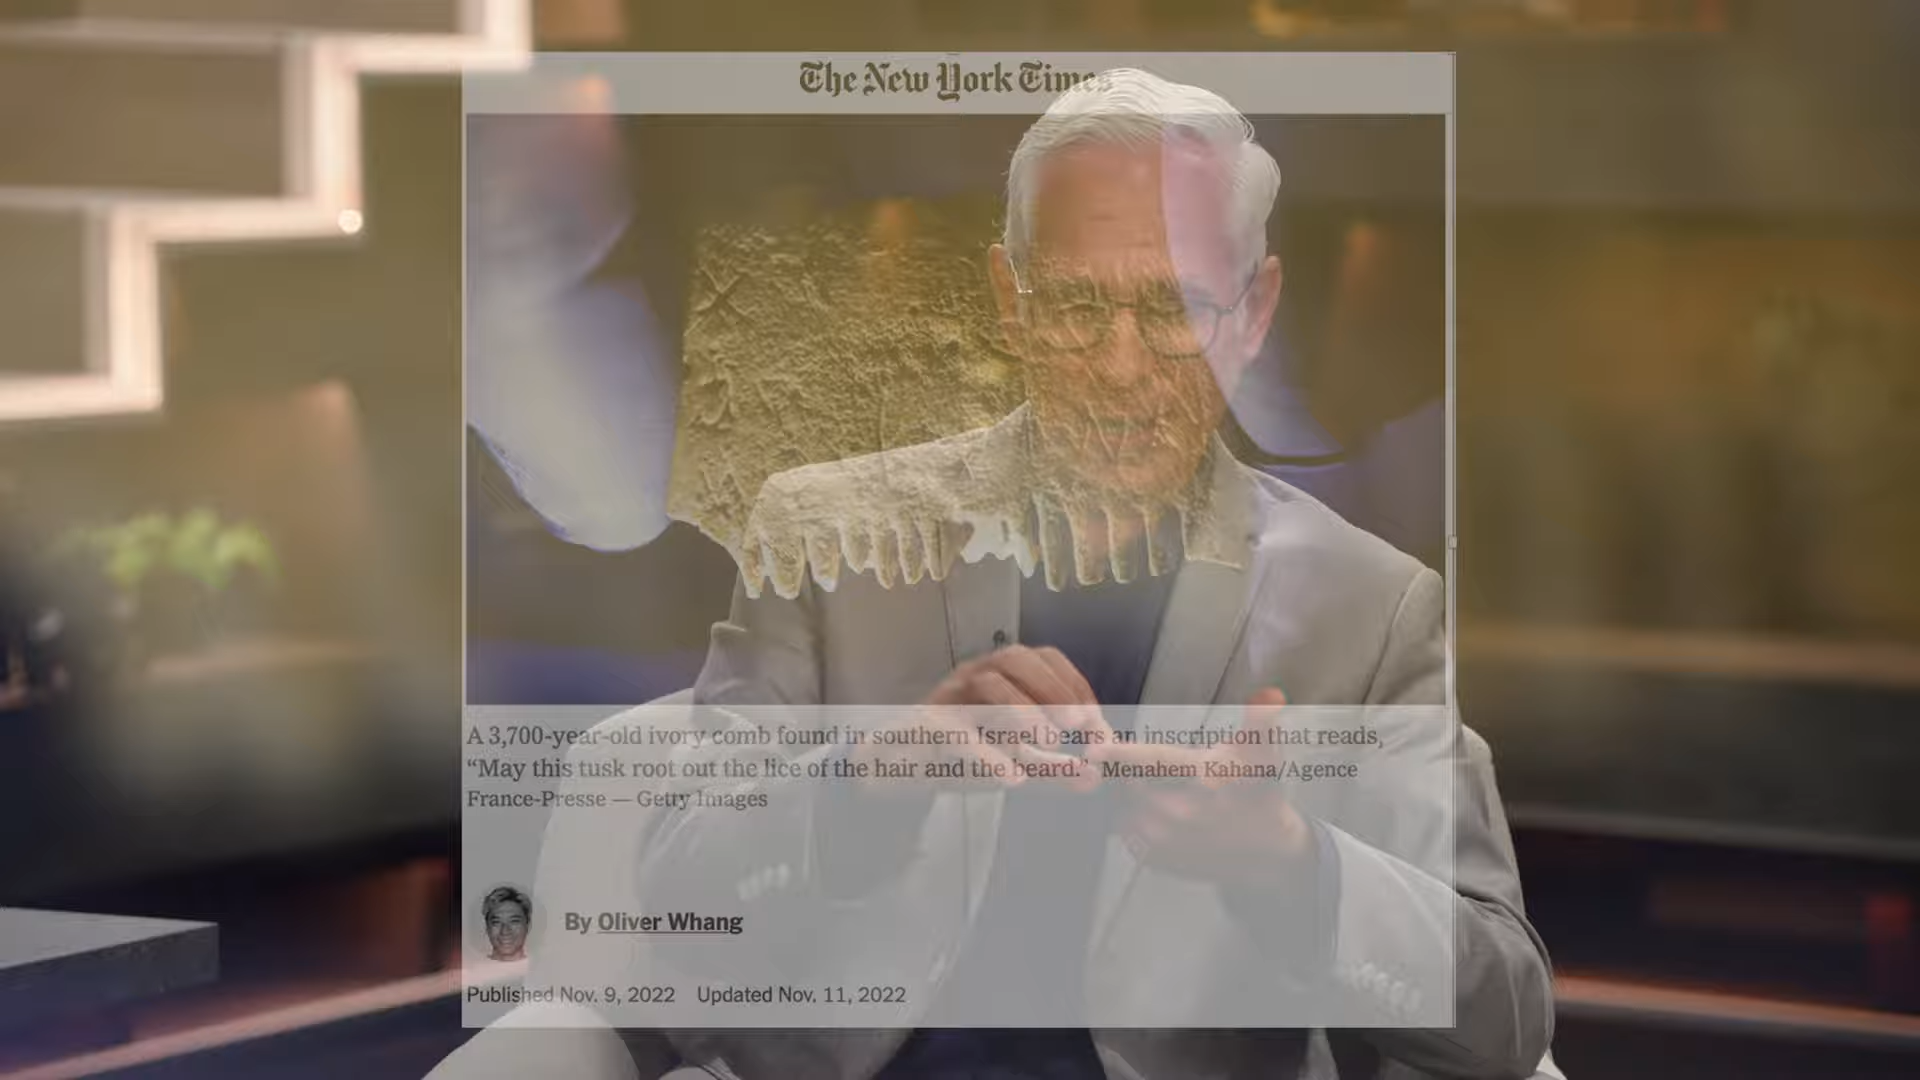 The New York Times
A 3,700-year-old ivory comb found in southern Israel bears an inscription that reads,
“May this tusk root out the lice of the hair and the beard.” Menahem Kahana/Agence
France-Presse — Getty Images
By Oliver Whang
Published Nov. 9, 2022 Updated Nov. 11, 2022